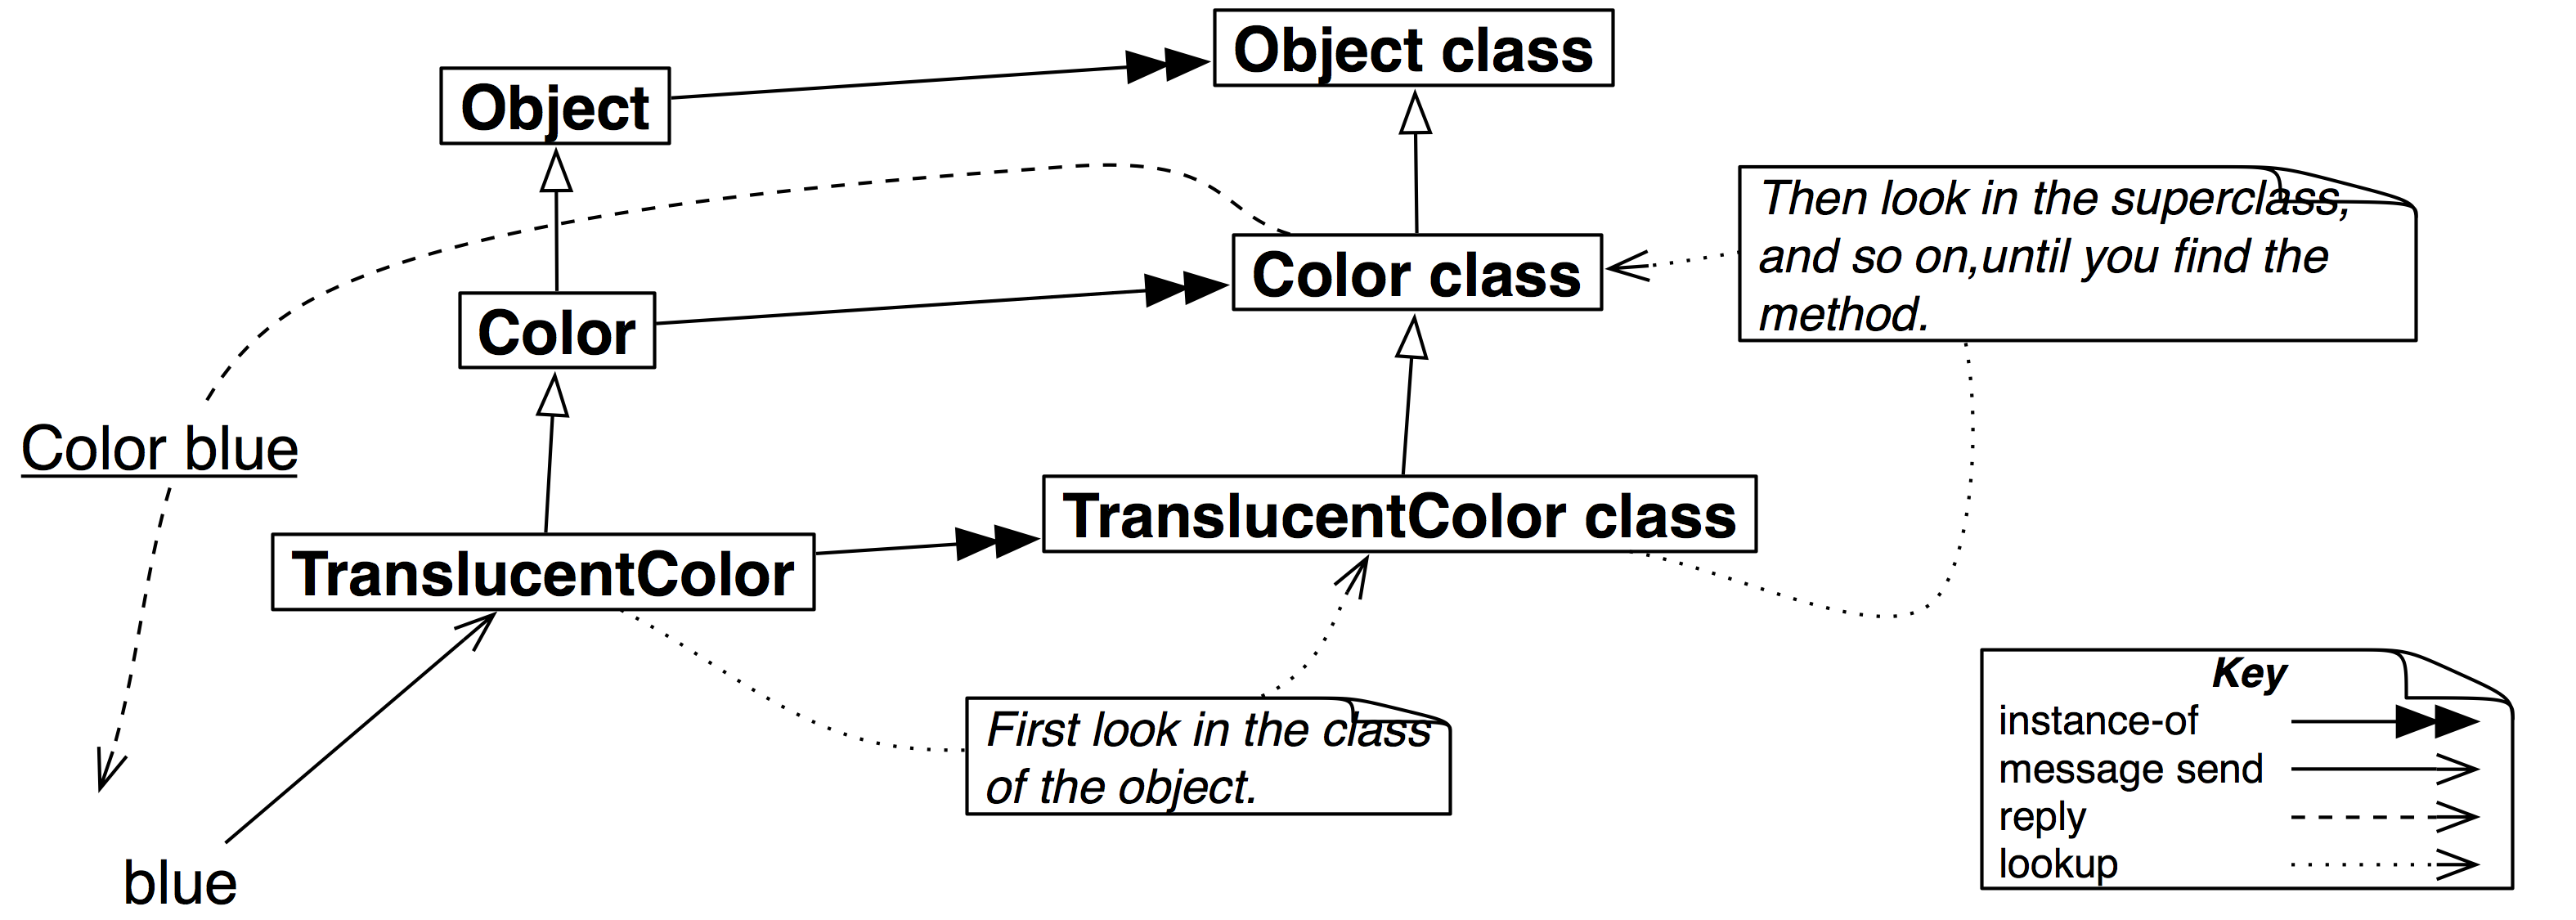 Object class
Object
Then look in the superclass,
and so on,until you find the
method.
Color class
Color
Color blue
TranslucentColor class
TranslucentColor
First look in the class
of the object.
blue
Key
instance-of
message send
reply
lookup